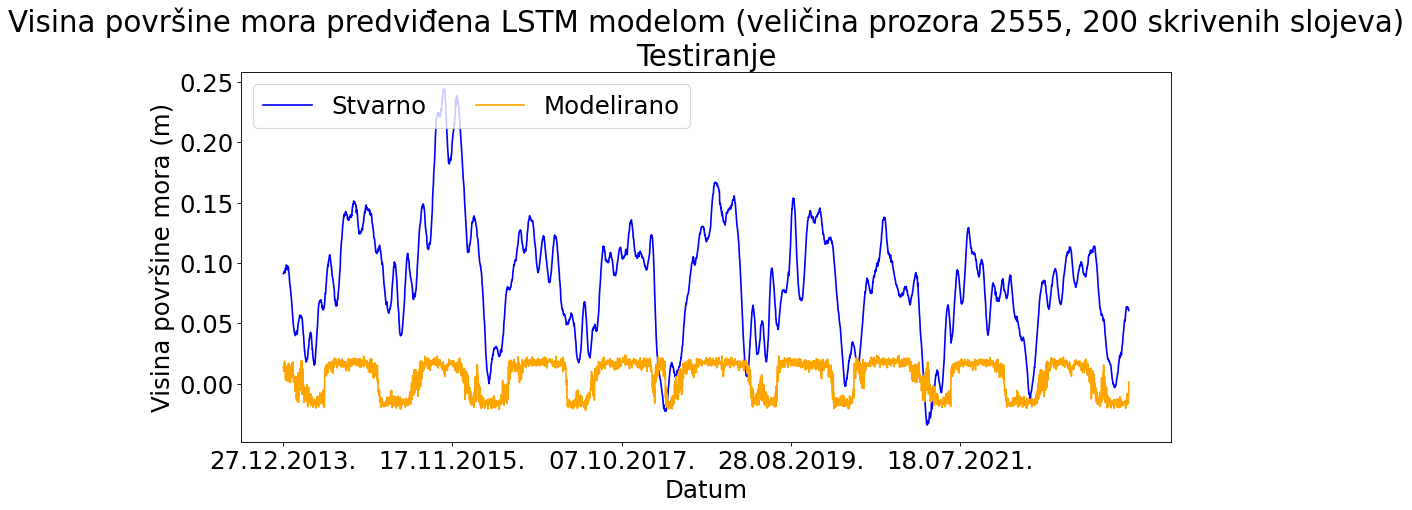 Visina površine mora predviđena LSTM modelom (veličina prozora 2555, 200 skrivenih slojeva)
Testiranje
Stvarno
Modelirano
Visina površine mora (m)
0.25
0.20
0.15
0.10
0.05
0.00
27.12.2013. 17.11.2015. 07.10.2017. 28.08.2019. 18.07.2021.
Datum